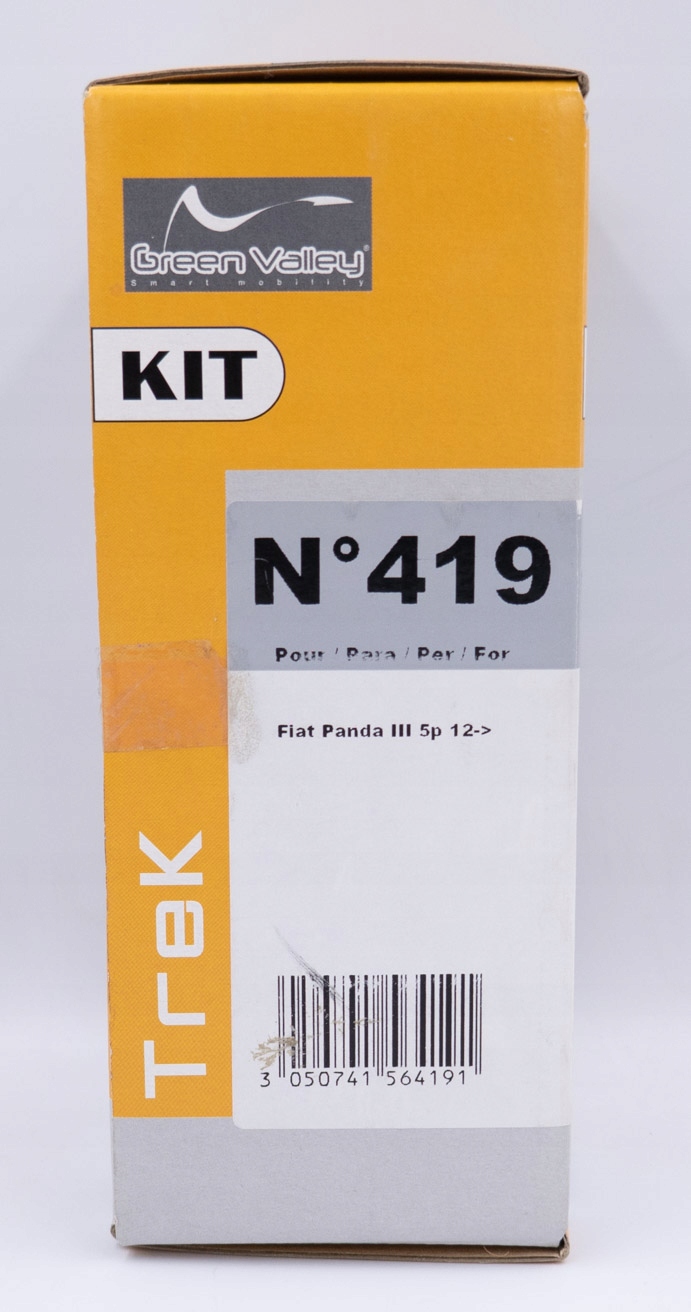 Green Valley®
Smart mobility
KIT
N°419
Pour / Para / Per / For
Fiat Panda III 5p 12->
Trek
3 050741 564191